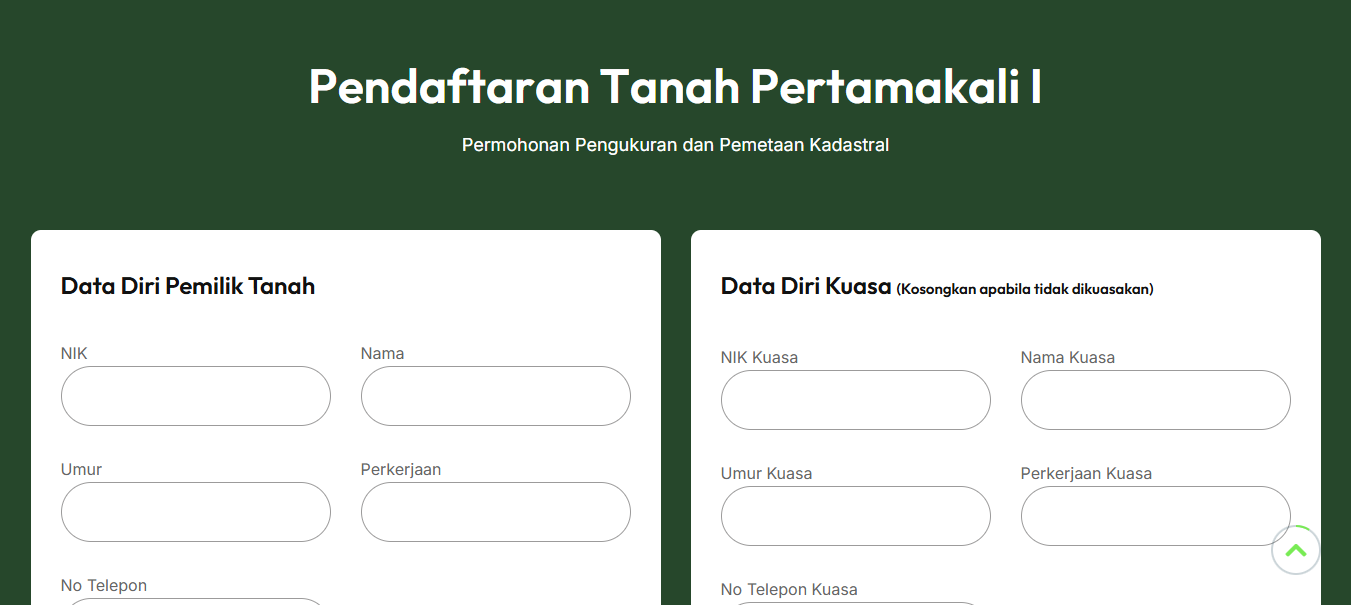 Pendaftaran Tanah Pertamakali I
Permohonan Pengukuran dan Pemetaan Kadastral
Data Diri Pemilik Tanah
NIK
Nama
Umur
Perkerjaan
No Telepon
Data Diri Kuasa (Kosongkan apabila tidak dikuasakan)
NIK Kuasa
Nama Kuasa
Umur Kuasa
Perkerjaan Kuasa
No Telepon Kuasa